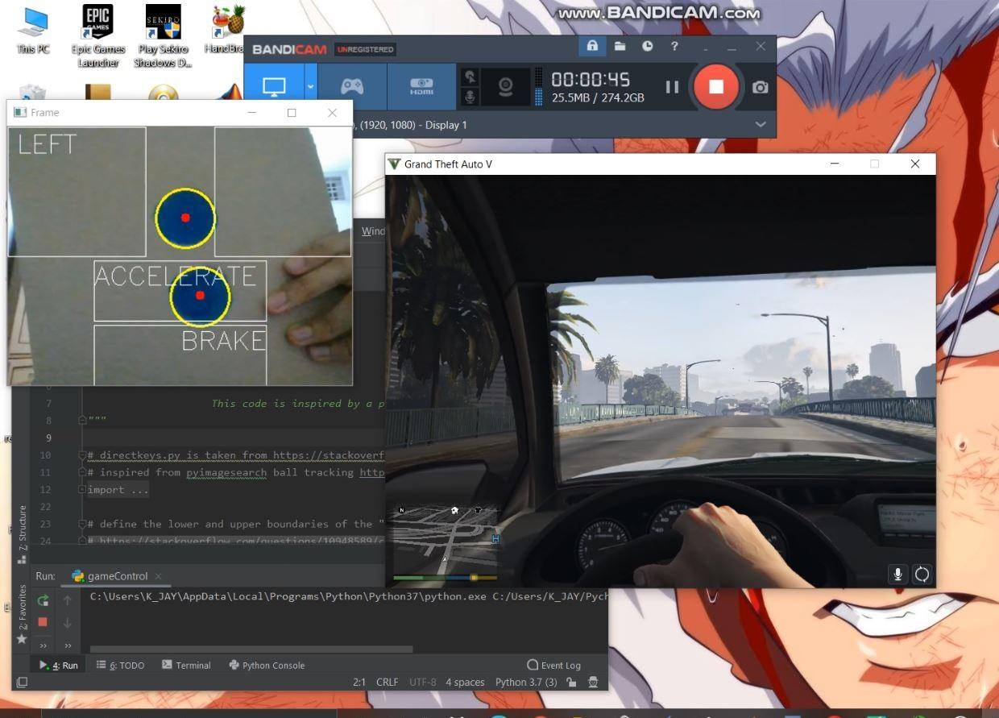 www.BANDICAM.com
This PC
Epic Games
Launcher
SEKIRO
Play Sekiro
Shadows D...
HandBra
BANDICAM UNREGISTERED
?
HDMI
00:00:45
25.5MB / 274.2GB
), (1920, 1080) - Display 1
Frame
LEFT
ACCELERATE
BRAKE
Grand Theft Auto V
Wind
7 This code is inspired by a p
8 """
9
10 # directkeys.py is taken from https://stackoverf
11 # inspired from pyimagesearch ball tracking http
12 import ...
22
23 # define the lower and upper boundaries of the "
24 # https://stackoverflow.com/questions/10948589/c
Z: Structure
2: Favorites
Run: gameControl
C:\Users\K_JAY\AppData\Local\Programs\Python\Python37\python.exe C:/Users/K_JAY/Pych
4: Run
6: TODO
Terminal
Python Console
Event Log
2:1 CRLF UTF-8 4 spaces Python 3.7 (3)
N
H